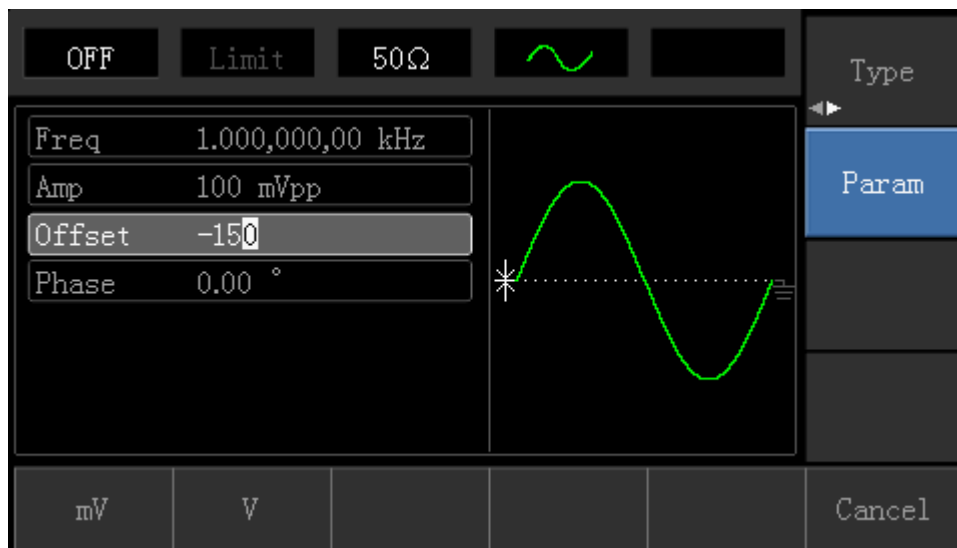 OFF Limit 50Ω
Type
Freq 1.000,000,00 kHz
Amp 100 mVpp
Param
Offset -150
Phase 0.00 °
mV V Cancel